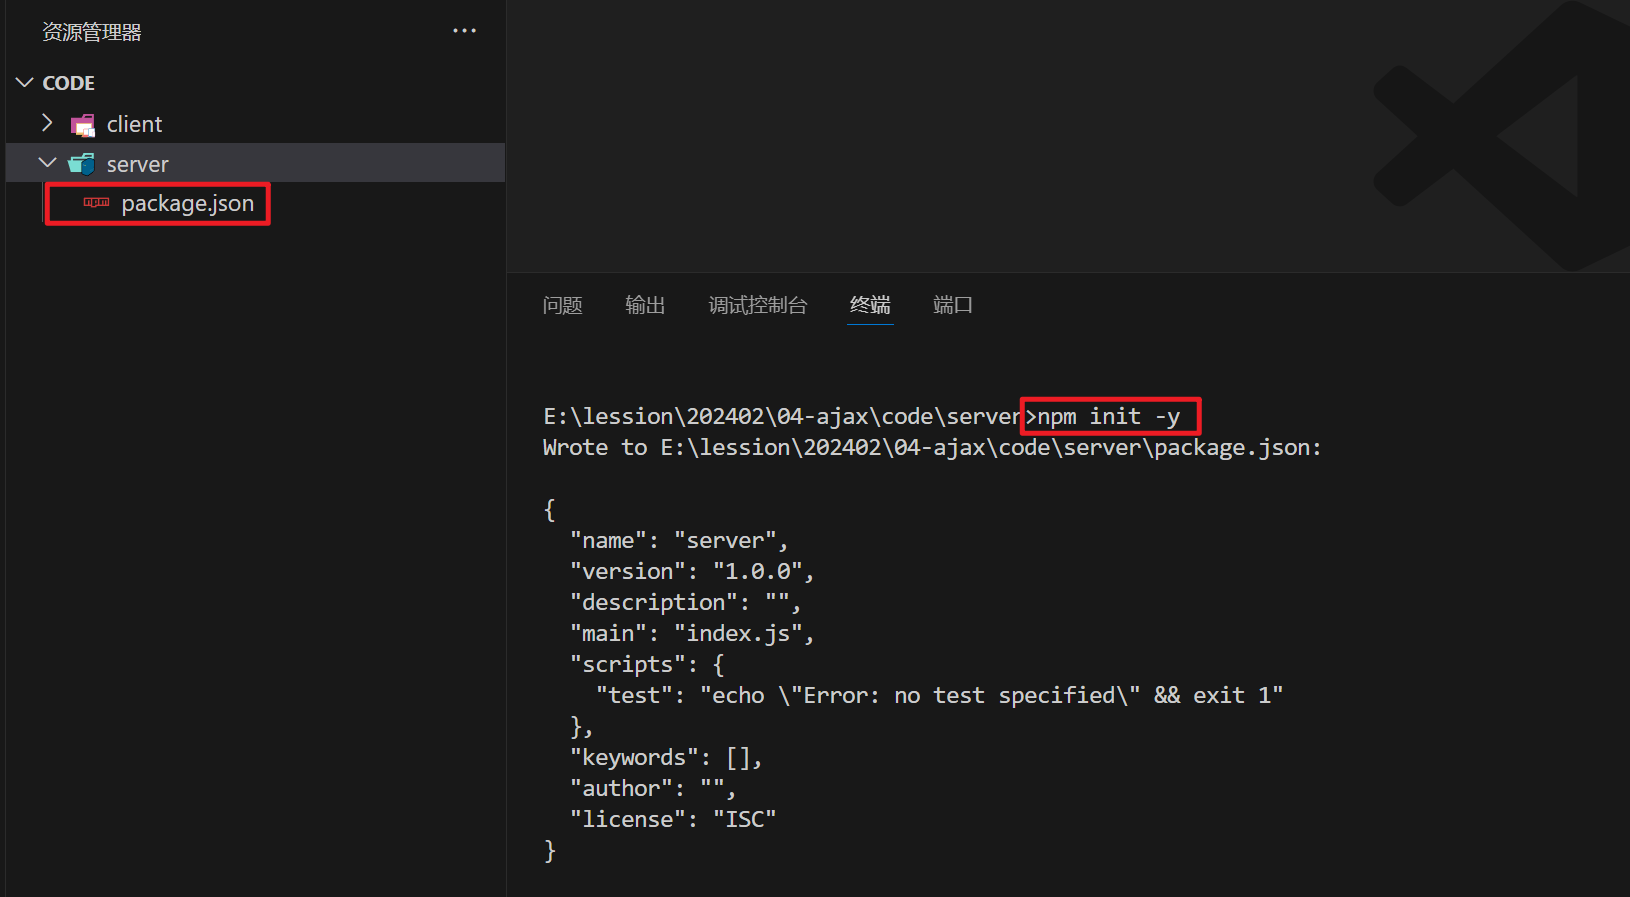 资源管理器 ···
CODE
client
server
package.json
问题 输出 调试控制台 终端 端口
E:\lession\202402\04-ajax\code\server>npm init -y
Wrote to E:\lession\202402\04-ajax\code\server\package.json:
{
  "name": "server",
  "version": "1.0.0",
  "description": "",
  "main": "index.js",
  "scripts": {
    "test": "echo \"Error: no test specified\" && exit 1"
  },
  "keywords": [],
  "author": "",
  "license": "ISC"
}